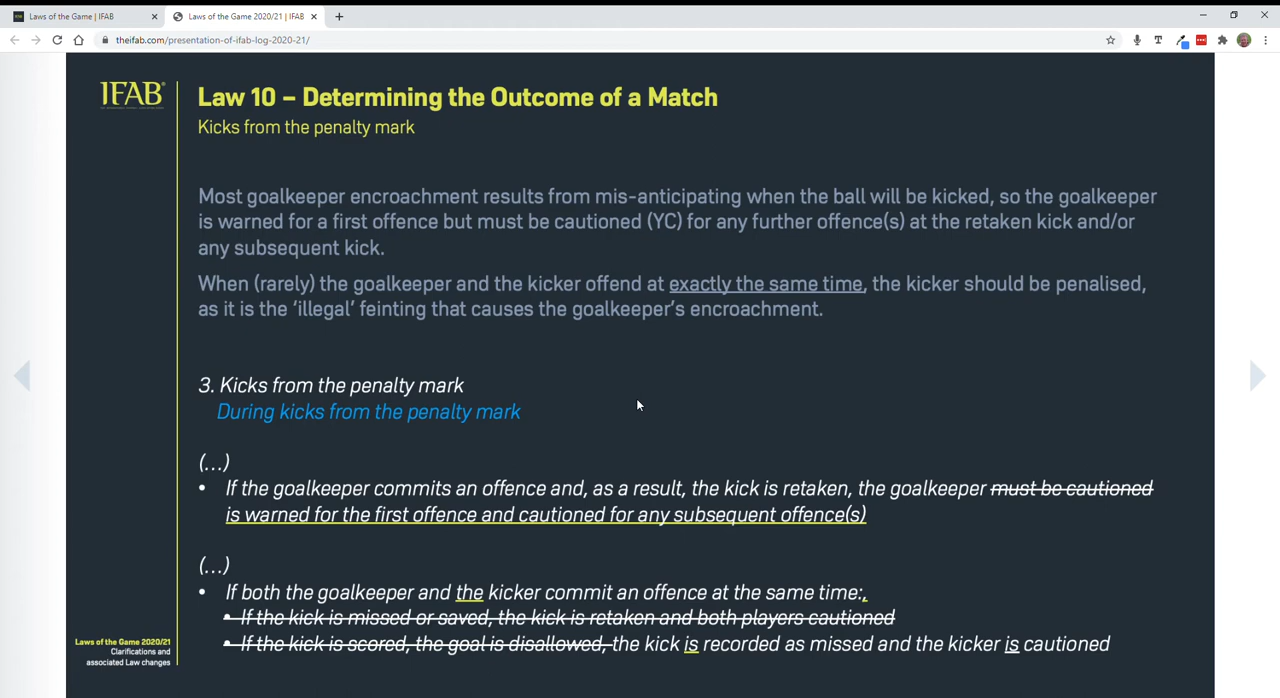 Laws of the Game | IFAB
Laws of the Game 2020/21 | IFAB
theifab.com/presentation-of-ifab-log-2020-21/
IFAB
Law 10 – Determining the Outcome of a Match
Kicks from the penalty mark
Most goalkeeper encroachment results from mis-anticipating when the ball will be kicked, so the goalkeeper
is warned for a first offence but must be cautioned (YC) for any further offence(s) at the retaken kick and/or
any subsequent kick.
When (rarely) the goalkeeper and the kicker offend at exactly the same time, the kicker should be penalised,
as it is the ‘illegal’ feinting that causes the goalkeeper’s encroachment.
3. Kicks from the penalty mark
During kicks from the penalty mark
(...)
• If the goalkeeper commits an offence and, as a result, the kick is retaken, the goalkeeper must be cautioned
is warned for the first offence and cautioned for any subsequent offence(s)
(...)
• If both the goalkeeper and the kicker commit an offence at the same time:,
• If the kick is missed or saved, the kick is retaken and both players cautioned
• If the kick is scored, the goal is disallowed, the kick is recorded as missed and the kicker is cautioned
Laws of the Game 2020/21
Clarifications and
associated Law changes